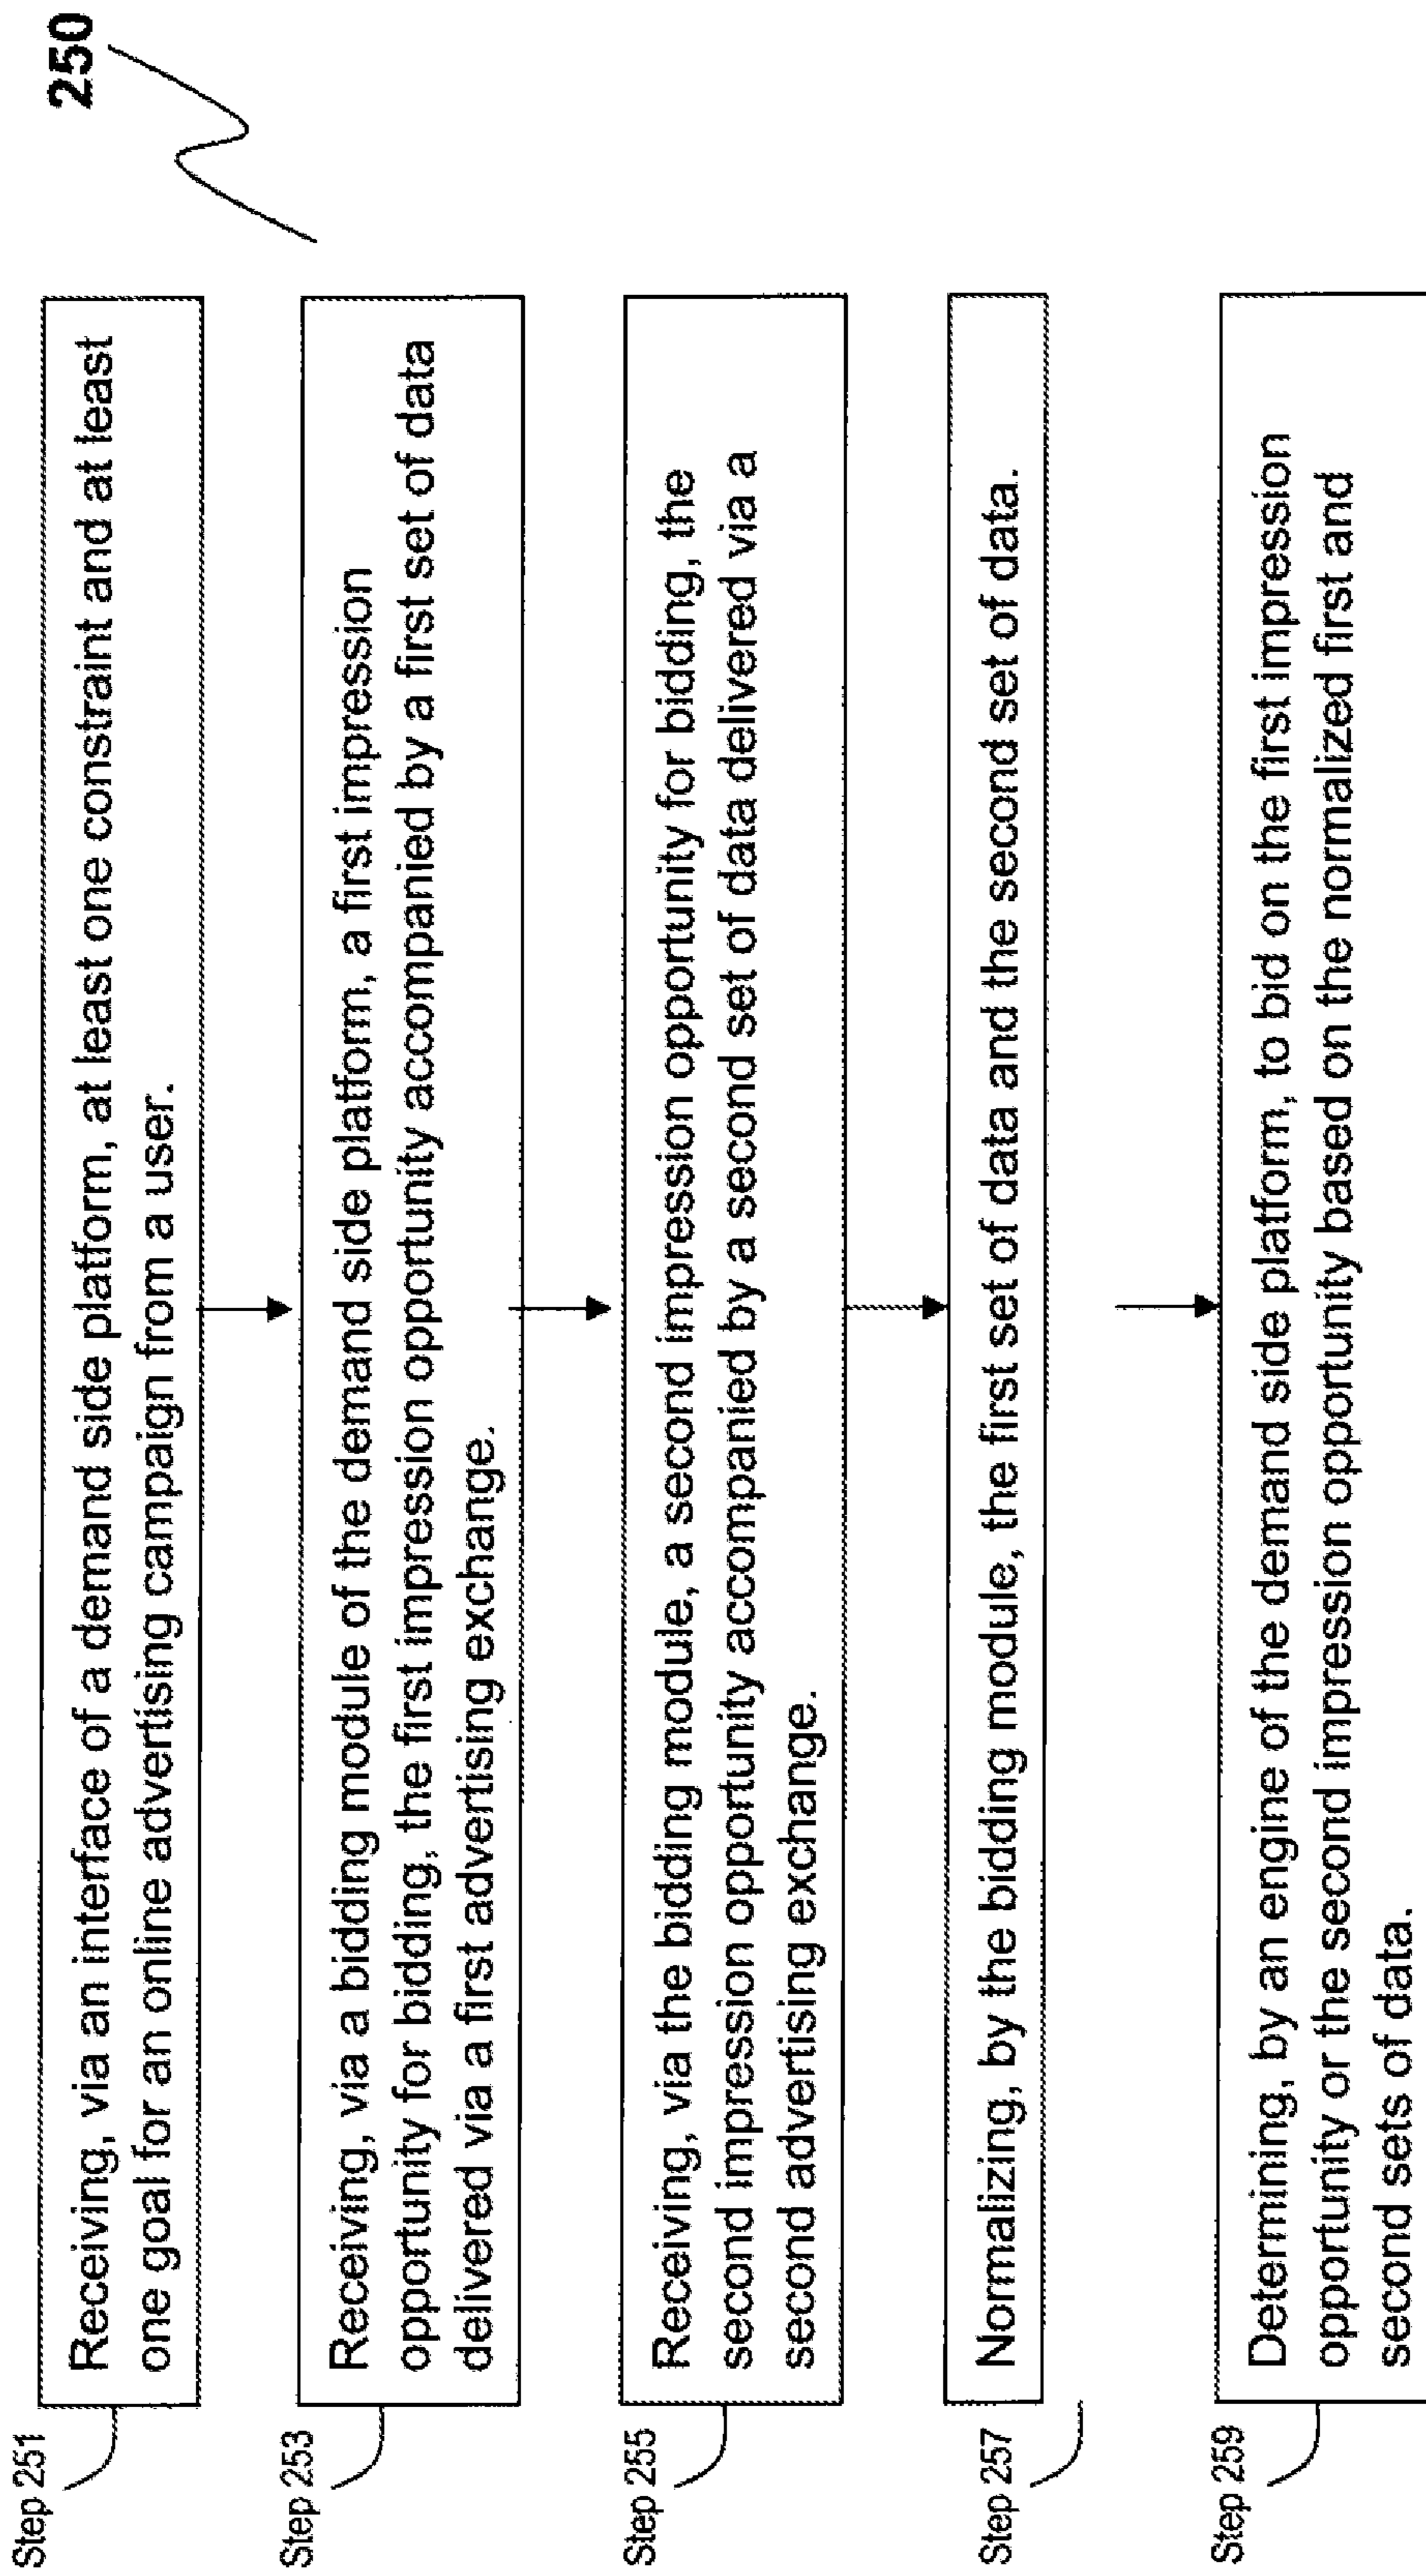 250
Step 251
Receiving, via an interface of a demand side platform, at least one constraint and at least
one goal for an online advertising campaign from a user.
Step 253
Receiving, via a bidding module of the demand side platform, a first impression
opportunity for bidding, the first impression opportunity accompanied by a first set of data
delivered via a first advertising exchange.
Step 255
Receiving, via the bidding module, a second impression opportunity for bidding, the
second impression opportunity accompanied by a second set of data delivered via a
second advertising exchange.
Step 257
Normalizing, by the bidding module, the first set of data and the second set of data.
Step 259
Determining, by an engine of the demand side platform, to bid on the first impression
opportunity or the second impression opportunity based on the normalized first and
second sets of data.